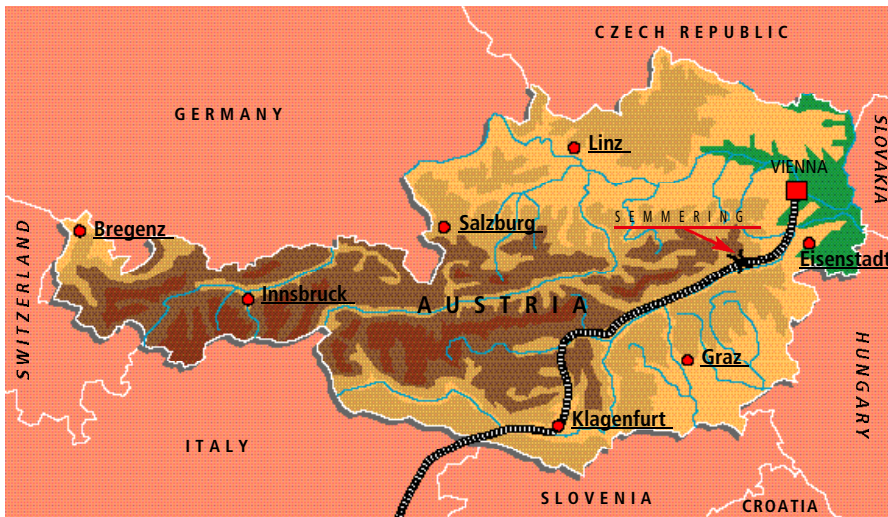 CZECH REPUBLIC
GERMANY
SLOVAKIA
Linz
VIENNA
SEMMERING
Salzburg
Bregenz
SWITZERLAND
Eisenstadt
Innsbruck
AUSTRIA
HUNGARY
Graz
Klagenfurt
ITALY
SLOVENIA
CROATIA